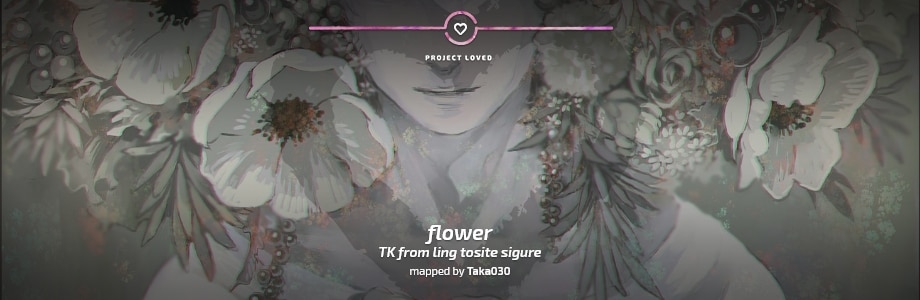 PROJECT LOVED
flower
TK from ling tosite sigure
mapped by Taka030